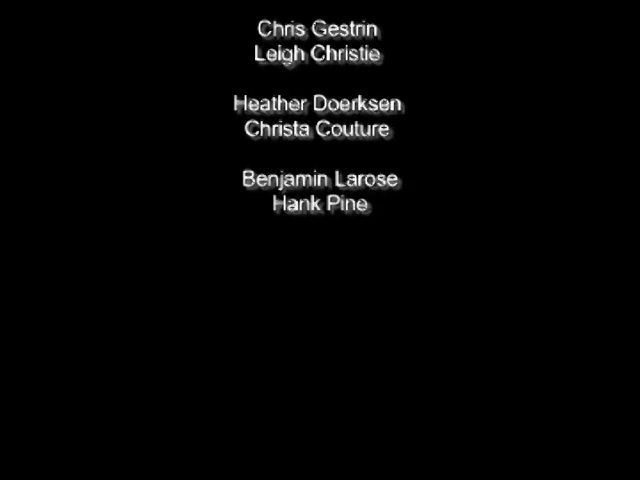 Chris Gestrin
Leigh Christie
Heather Doerksen
Christa Couture
Benjamin Larose
Hank Pine